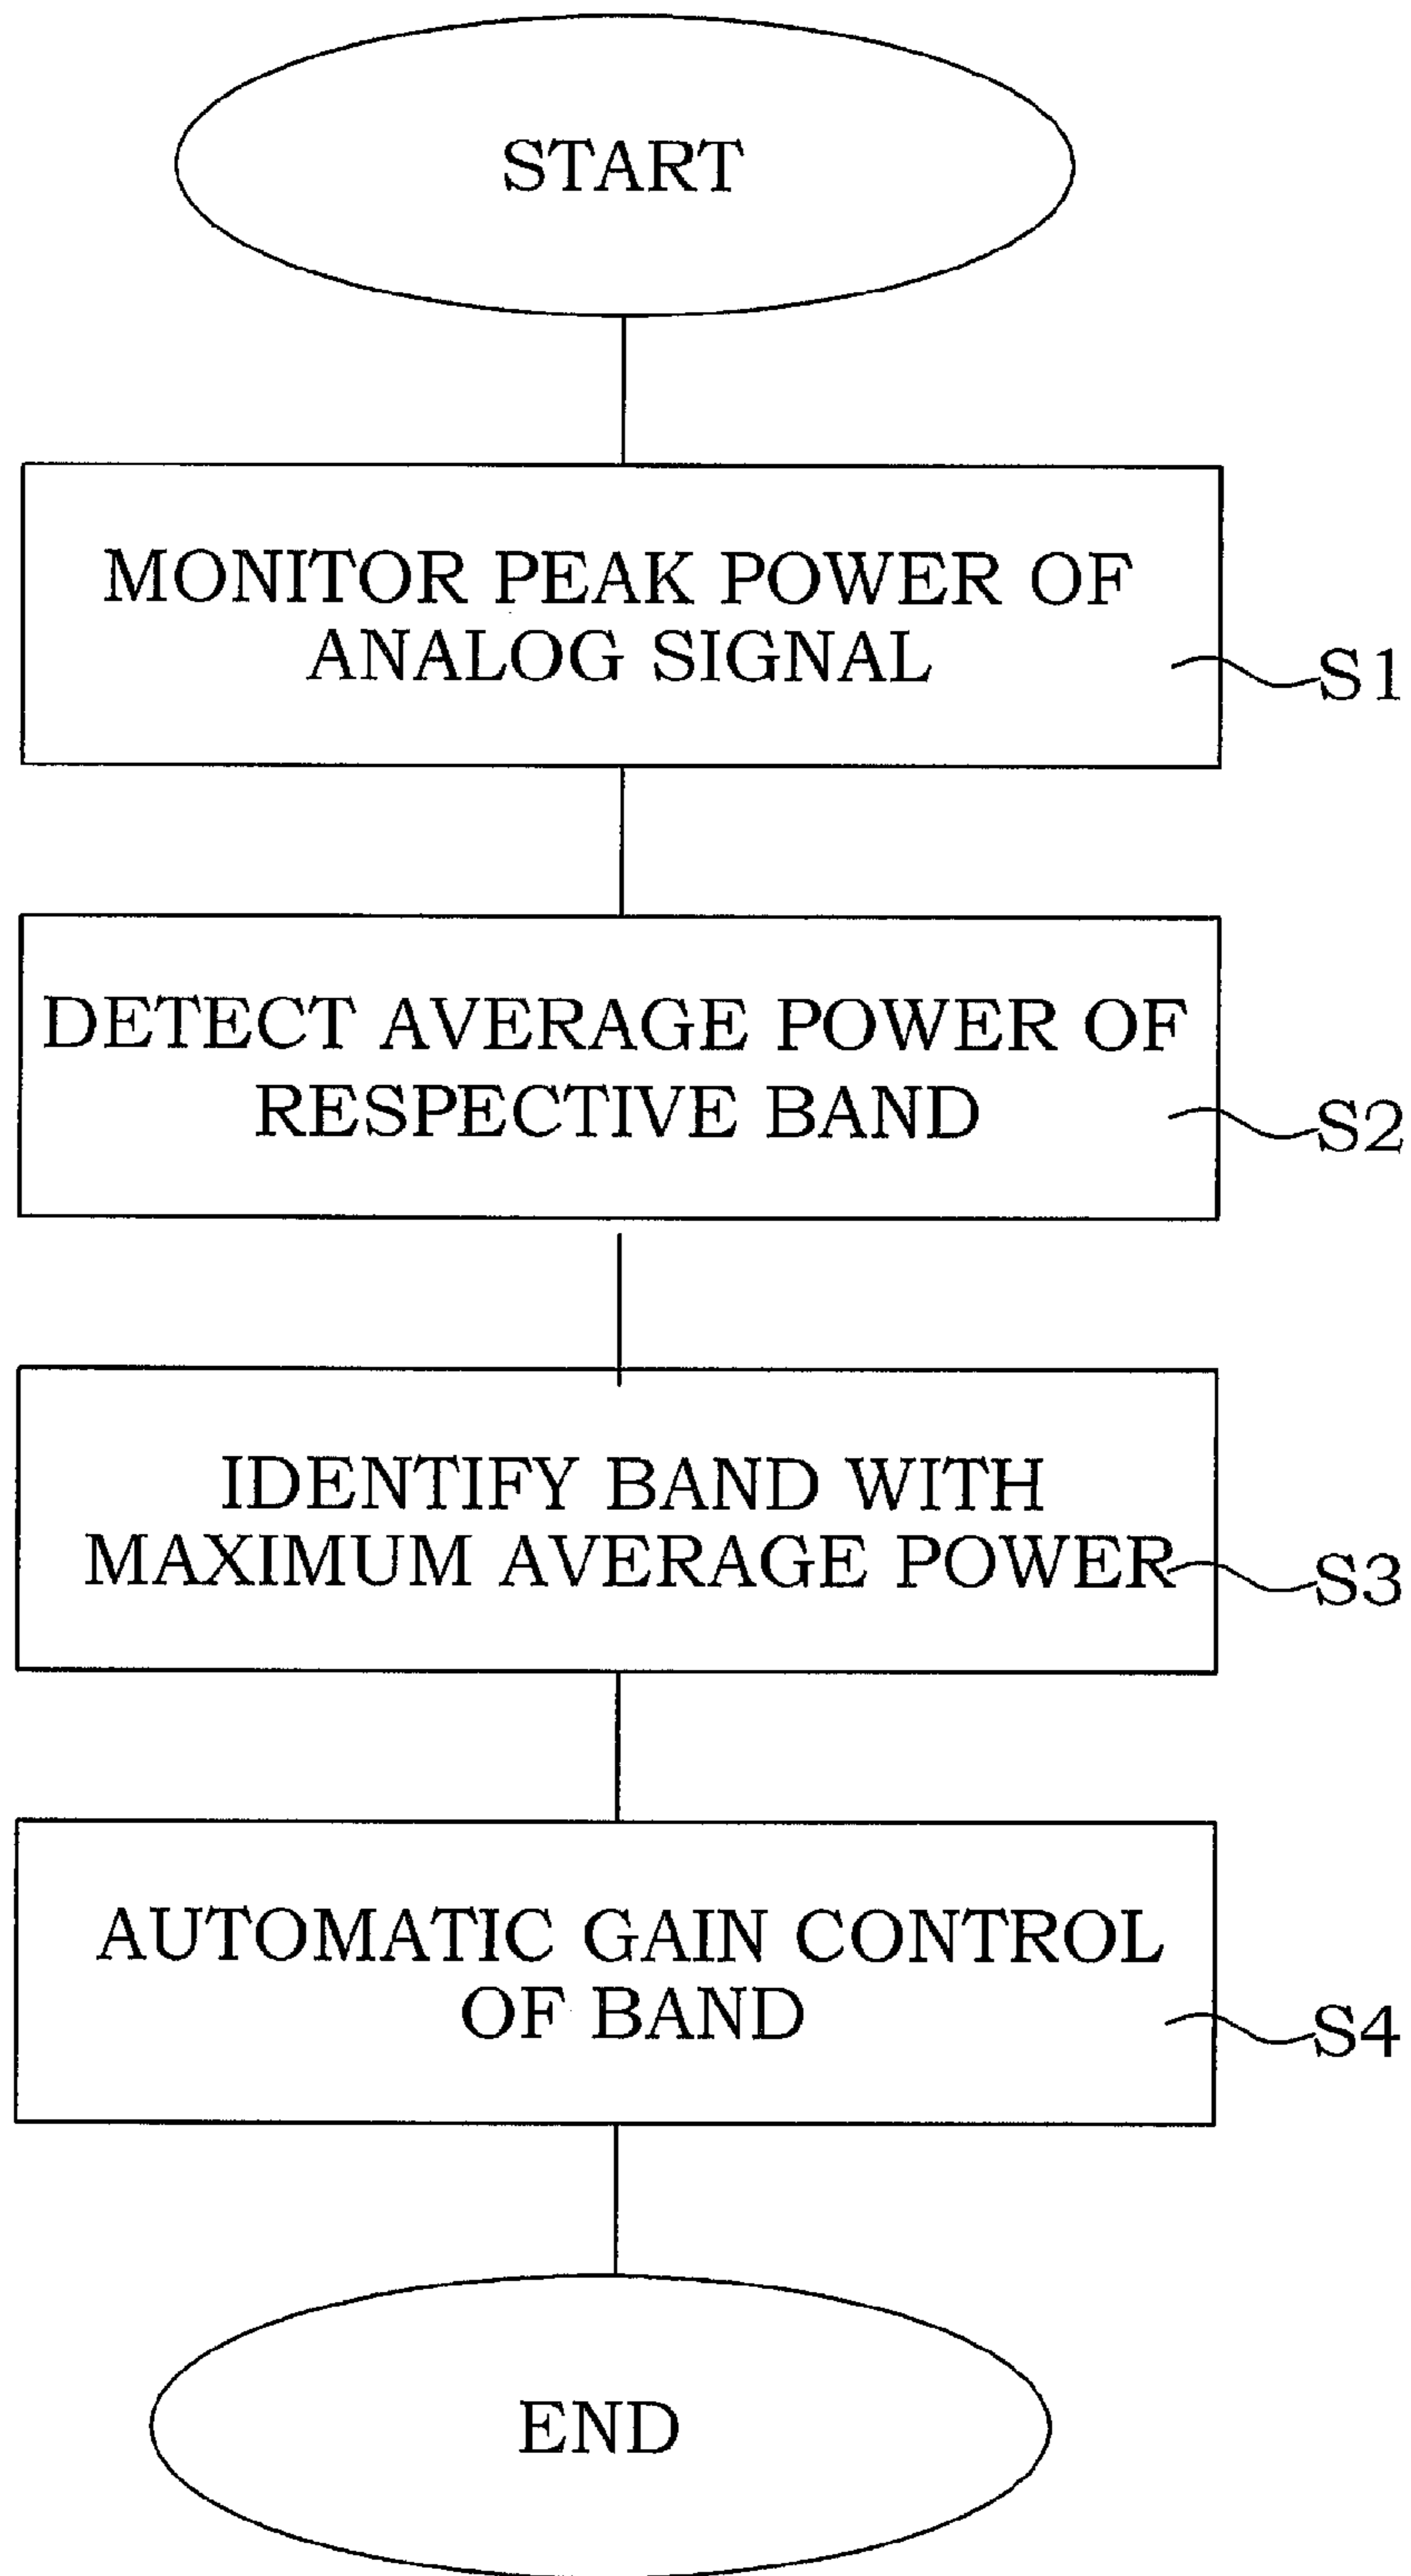 START
MONITOR PEAK POWER OF
ANALOG SIGNAL
S1
DETECT AVERAGE POWER OF
RESPECTIVE BAND
S2
IDENTIFY BAND WITH
MAXIMUM AVERAGE POWER
S3
AUTOMATIC GAIN CONTROL
OF BAND
S4
END